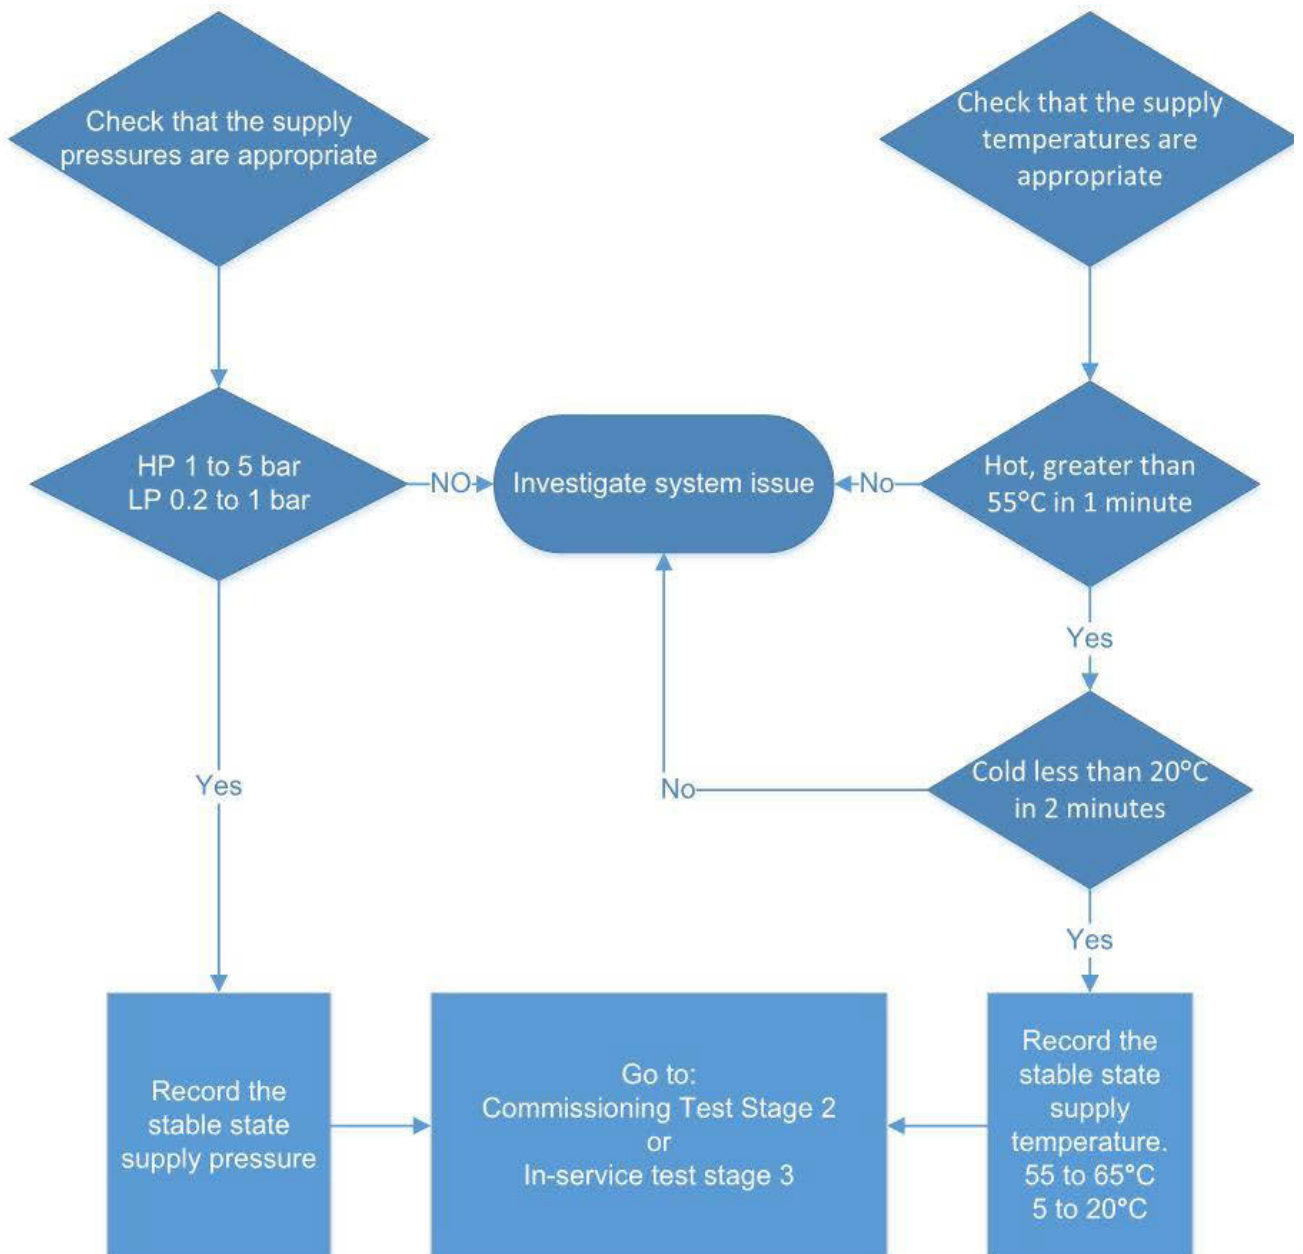 Check that the supply
pressures are appropriate
Check that the supply
temperatures are
appropriate
HP 1 to 5 bar
LP 0.2 to 1 bar
NO
Investigate system issue
No
Hot, greater than
55°C in 1 minute
Yes
Cold less than 20°C
in 2 minutes
No
Yes
Yes
Record the
stable state
supply pressure
Go to:
Commissioning Test Stage 2
or
In-service test stage 3
Record the
stable state
supply
temperature.
55 to 65°C
5 to 20°C